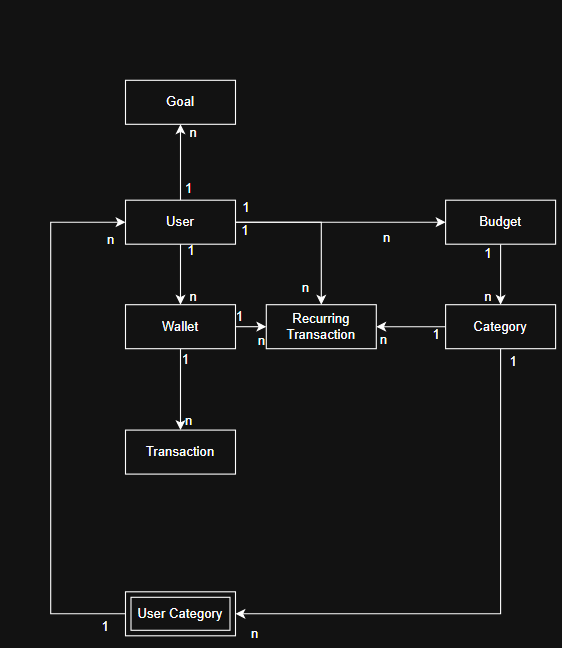 Goal
n
1
1
User
Budget
1
n
n
1
1
n
n
n
Wallet
1
n
Recurring
Transaction
n
1
Category
1
1
n
Transaction
User Category
1
n